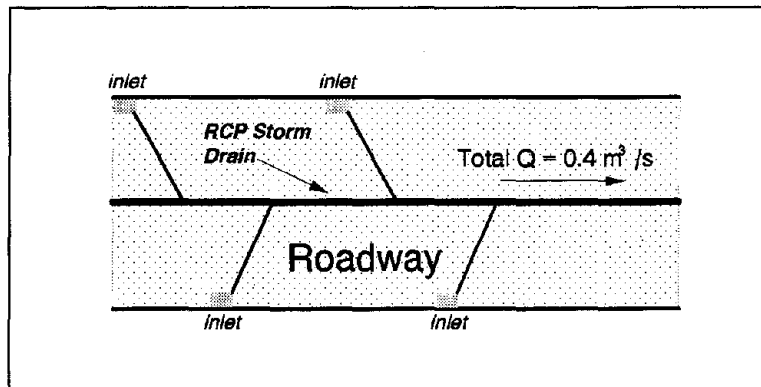 inlet
inlet
RCP Storm
Drain
Total Q = 0.4 m³ /s
Roadway
inlet
inlet